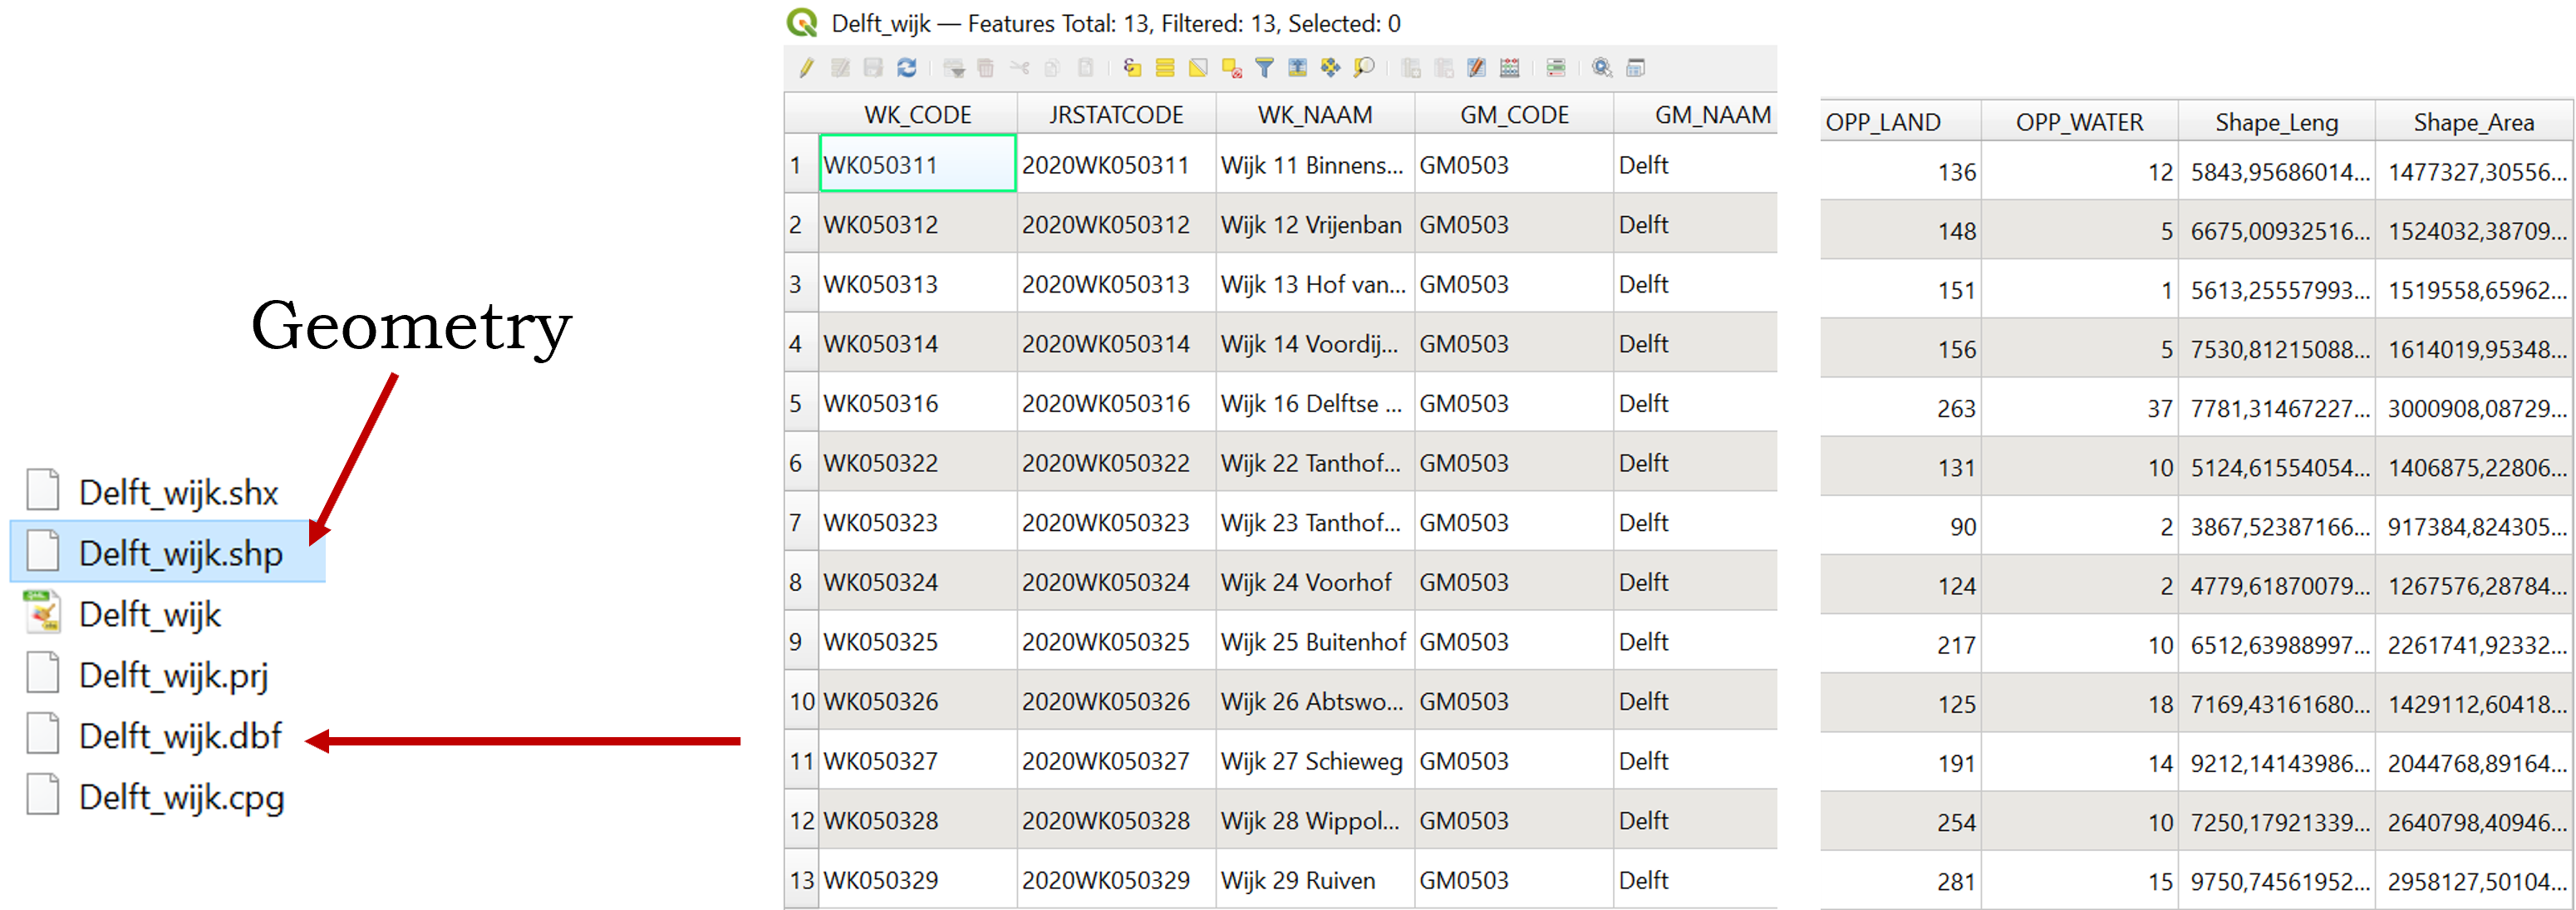 Geometry
Delft_wijk.shx
Delft_wijk.shp
Delft_wijk
Delft_wijk.prj
Delft_wijk.dbf
Delft_wijk.cpg
Delft_wijk — Features Total: 13, Filtered: 13, Selected: 0
WK_CODE JRSTATCODE WK_NAAM GM_CODE GM_NAAM OPP_LAND OPP_WATER Shape_Leng Shape_Area
1 WK050311 2020WK050311 Wijk 11 Binnens... GM0503 Delft 136 12 5843,95686014... 1477327,30556...
2 WK050312 2020WK050312 Wijk 12 Vrijenban GM0503 Delft 148 5 6675,00932516... 1524032,38709...
3 WK050313 2020WK050313 Wijk 13 Hof van... GM0503 Delft 151 1 5613,25557993... 1519558,65962...
4 WK050314 2020WK050314 Wijk 14 Voordij... GM0503 Delft 156 5 7530,81215088... 1614019,95348...
5 WK050316 2020WK050316 Wijk 16 Delftse ... GM0503 Delft 263 37 7781,31467227... 3000908,08729...
6 WK050322 2020WK050322 Wijk 22 Tanthof... GM0503 Delft 131 10 5124,61554054... 1406875,22806...
7 WK050323 2020WK050323 Wijk 23 Tanthof... GM0503 Delft 90 2 3867,52387166... 917384,824305...
8 WK050324 2020WK050324 Wijk 24 Voorhof GM0503 Delft 124 2 4779,61870079... 1267576,28784...
9 WK050325 2020WK050325 Wijk 25 Buitenhof GM0503 Delft 217 10 6512,63988997... 2261741,92332...
10 WK050326 2020WK050326 Wijk 26 Abtswo... GM0503 Delft 125 18 7169,43161680... 1429112,60418...
11 WK050327 2020WK050327 Wijk 27 Schieweg GM0503 Delft 191 14 9212,14143986... 2044768,89164...
12 WK050328 2020WK050328 Wijk 28 Wippol... GM0503 Delft 254 10 7250,17921339... 2640798,40946...
13 WK050329 2020WK050329 Wijk 29 Ruiven GM0503 Delft 281 15 9750,74561952... 2958127,50104...